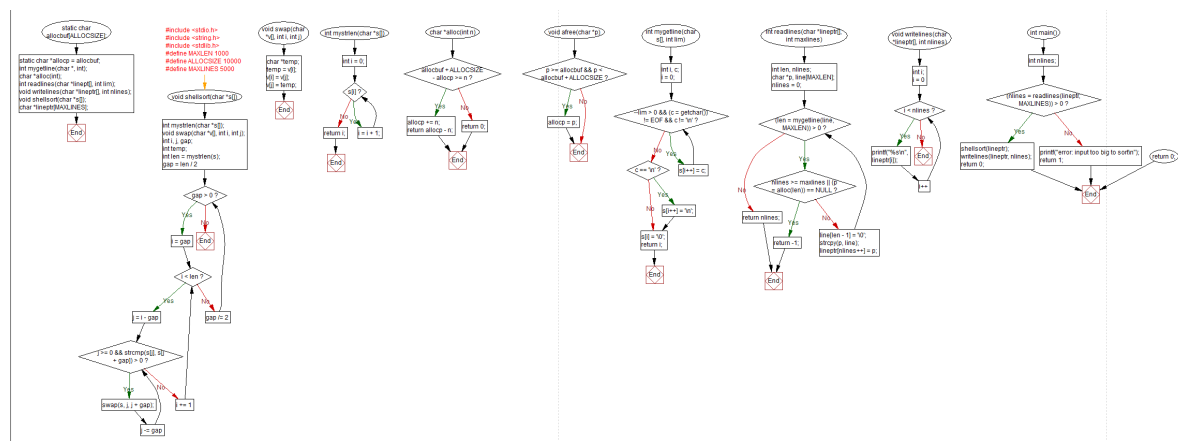 static char
allocbuf[ALLOCSIZE];
static char *allocp = allocbuf;
int mygetline(char *, int);
char *alloc(int);
int readlines(char *lineptr[], int lim);
void writelines(char *lineptr[], int nlines);
void shellsort(char *s[]);
char *lineptr[MAXLINES];
End
#include <stdio.h>
#include <string.h>
#include <stdlib.h>
#define MAXLEN 1000
#define ALLOCSIZE 10000
#define MAXLINES 5000
void shellsort(char *s[])
int mystrlen(char *s[]);
void swap(char *v[], int i, int j);
int i, j, gap;
int temp;
int len = mystrlen(s);
gap = len / 2
gap > 0 ?
Yes
No
i = gap
End
i < len ?
Yes
No
j = i - gap
gap /= 2
j >= 0 && strcmp(s[j], s[j
+ gap]) > 0 ?
Yes
No
swap(s, j, j + gap);
i += 1
j -= gap
void swap(char
*v[], int i, int j)
char *temp;
temp = v[i];
v[i] = v[j];
v[j] = temp;
End
int mystrlen(char *s[])
int i = 0;
s[i] ?
No
Yes
return i;
i = i + 1;
End
char *alloc(int n)
allocbuf + ALLOCSIZE
- allocp >= n ?
Yes
No
allocp += n;
return allocp - n;
return 0;
End
void afree(char *p)
p >= allocbuf && p <
allocbuf + ALLOCSIZE ?
Yes
No
allocp = p;
End
int mygetline(char
s[], int lim)
int i, c;
i = 0;
--lim > 0 && (c = getchar())
!= EOF && c != '\n' ?
No
Yes
c == '\n' ?
s[i++] = c;
Yes
No
s[i++] = '\n';
s[i] = '\0';
return i;
End
int readlines(char *lineptr[],
int maxlines)
int len, nlines;
char *p, line[MAXLEN];
nlines = 0;
(len = mygetline(line,
MAXLEN)) > 0 ?
Yes
No
nlines >= maxlines || (p
= alloc(len)) == NULL ?
return nlines;
Yes
No
return -1;
line[len - 1] = '\0';
strcpy(p, line);
lineptr[nlines++] = p;
End
void writelines(char
*lineptr[], int nlines)
int i;
i = 0
i < nlines ?
Yes
No
printf("%s\n",
lineptr[i]);
End
i++
int main()
int nlines;
(nlines = readlines(lineptr,
MAXLINES)) > 0 ?
Yes
No
shellsort(lineptr);
writelines(lineptr, nlines);
return 0;
printf("error: input too big to sort\n");
return 1;
return 0;
End